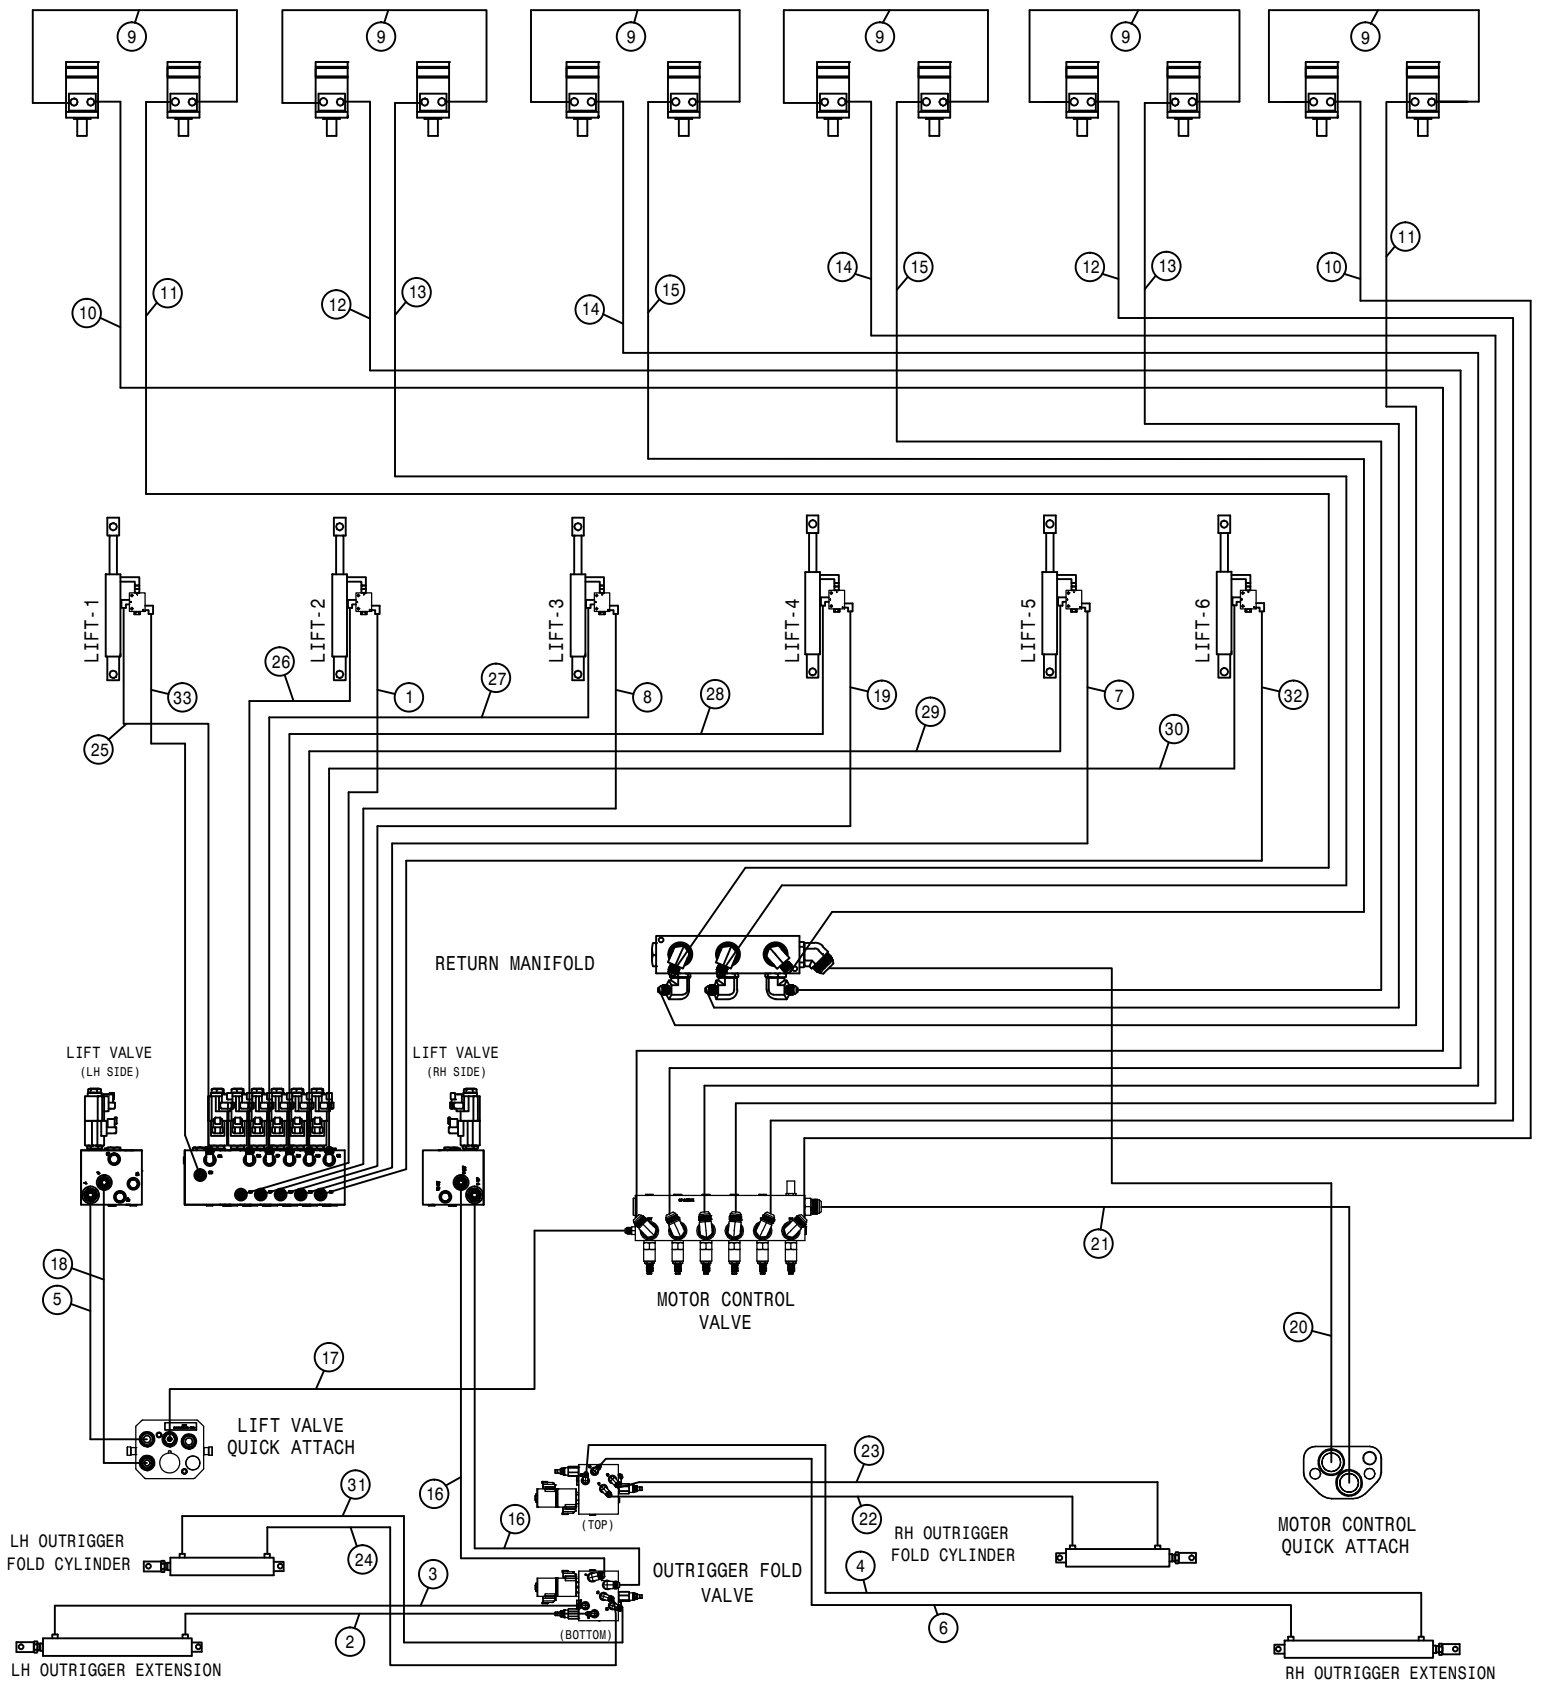 9 9 9 9 9 9
11
14 15 12 13 10
10 11 12 13 14 15
LIFT-1
LIFT-2
LIFT-3
LIFT-4
LIFT-5
LIFT-6
26 27
33 1 8 28 19 29 7 32
25 30
RETURN MANIFOLD
LIFT VALVE
(LH SIDE)
LIFT VALVE
(RH SIDE)
18
5
21
MOTOR CONTROL
VALVE
20
17
LIFT VALVE
QUICK ATTACH
23
31
16
16
22
(TOP)
LH OUTRIGGER
FOLD CYLINDER
24
RH OUTRIGGER
FOLD CYLINDER
MOTOR CONTROL
QUICK ATTACH
3
OUTRIGGER FOLD
VALVE
4
6
2
(BOTTOM)
LH OUTRIGGER EXTENSION
RH OUTRIGGER EXTENSION